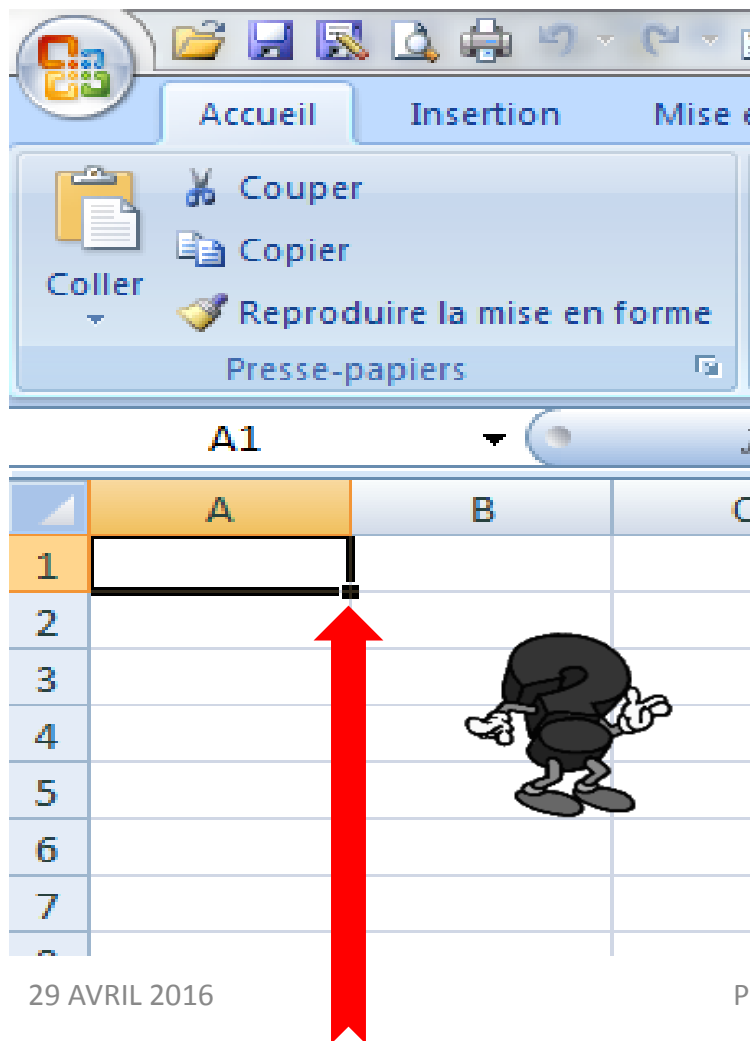 Accueil Insertion Mise
Couper
Copier
Coller
Reproduire la mise en forme
Presse-papiers
A1
A B C
1
2
3
4
5
6
7
29 AVRIL 2016 P